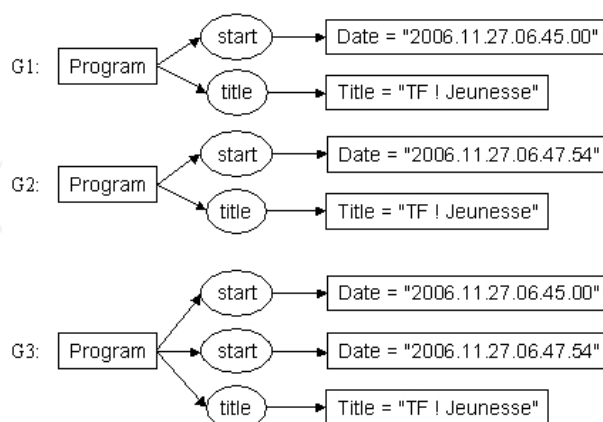 start Date = "2006.11.27.06.45.00"
G1: Program
title Title = "TF ! Jeunesse"
start Date = "2006.11.27.06.47.54"
G2: Program
title Title = "TF ! Jeunesse"
start Date = "2006.11.27.06.45.00"
G3: Program start Date = "2006.11.27.06.47.54"
title Title = "TF ! Jeunesse"